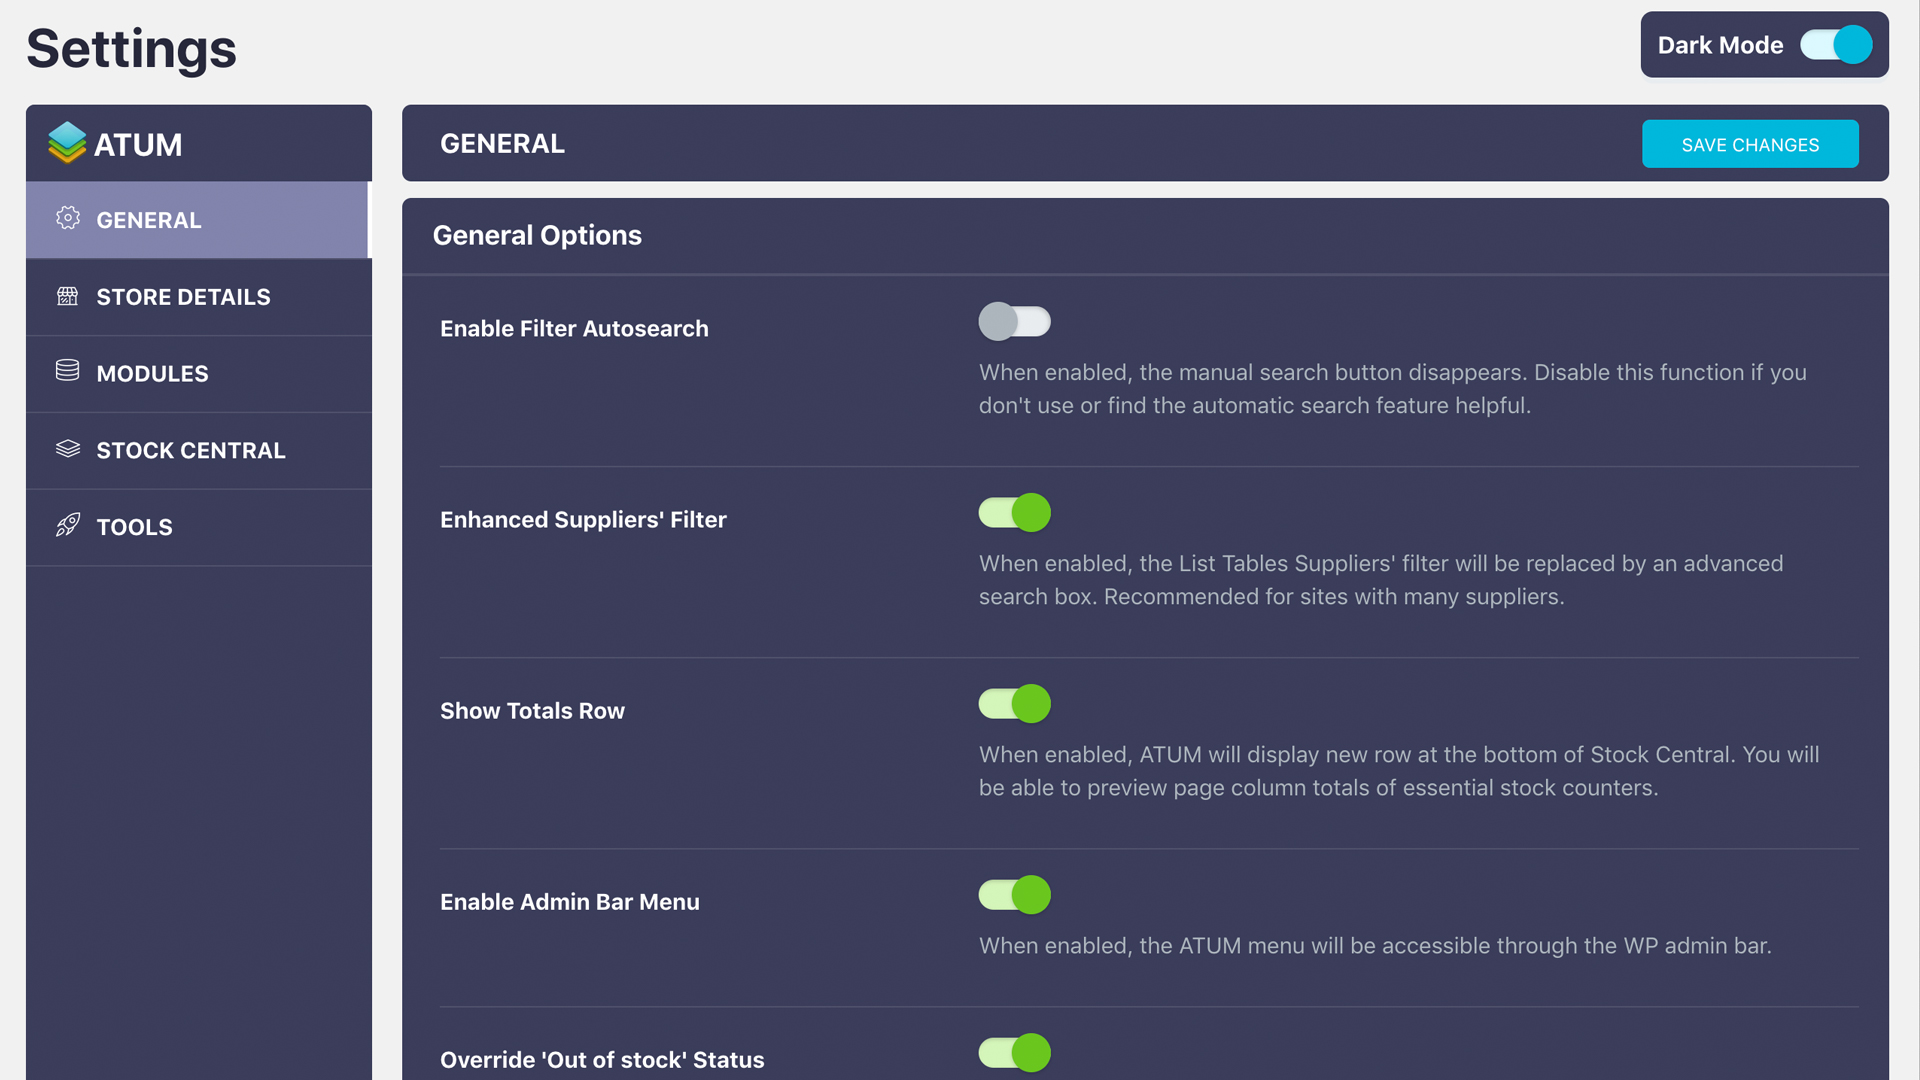 Settings
Dark Mode
ATUM
GENERAL
STORE DETAILS
MODULES
STOCK CENTRAL
TOOLS
GENERAL
SAVE CHANGES
General Options
Enable Filter Autosearch
When enabled, the manual search button disappears. Disable this function if you
don't use or find the automatic search feature helpful.
Enhanced Suppliers' Filter
When enabled, the List Tables Suppliers' filter will be replaced by an advanced
search box. Recommended for sites with many suppliers.
Show Totals Row
When enabled, ATUM will display new row at the bottom of Stock Central. You will
be able to preview page column totals of essential stock counters.
Enable Admin Bar Menu
When enabled, the ATUM menu will be accessible through the WP admin bar.
Override 'Out of stock' Status